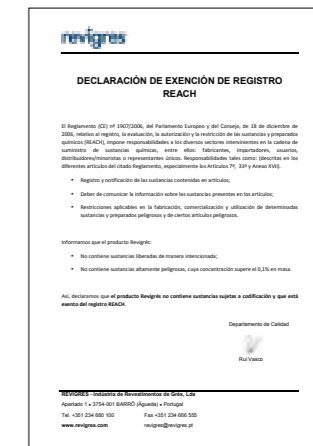 revigres
DECLARACIÓN DE EXENCIÓN DE REGISTRO
REACH
El Reglamento (CE) nº 1907/2006, del Parlamento Europeo y del Consejo, de 18 de diciembre de
2006, relativo al registro, la evaluación, la autorización y la restricción de las sustancias y preparados
químicos (REACH), impone responsabilidades a los diversos sectores intervinientes en la cadena de
suministro de sustancias químicas, entre ellos: fabricantes, importadores, usuarios,
distribuidores/minoristas o representantes únicos. Responsabilidades tales como: (descritas en los
diferentes artículos del citado Reglamento, especialmente los Artículos 7º, 33º y Anexo XVII).
• Registro y notificación de las sustancias contenidas en artículos;
• Deber de comunicar la información sobre las sustancias presentes en los artículos;
• Restricciones aplicables en la fabricación, comercialización y utilización de determinadas
sustancias y preparados peligrosos y de ciertos artículos peligrosos.
Informamos que el producto Revigrés:
• No contiene sustancias liberadas de manera intencionada;
• No contiene sustancias altamente peligrosas, cuya concentración supere el 0,1% en masa.
Así, declaramos que el producto Revigrés no contiene sustancias sujetas a codificación y que está
exento del registro REACH.
Departamento de Calidad
Rui Vasco
REVIGRÉS - Indústria de Revestimentos de Grés, Lda
Apartado 1 • 3754-001 BARRÔ (Águeda) • Portugal
Tel. +351 234 660 100 Fax +351 234 666 555
www.revigres.com revigres@revigres.pt